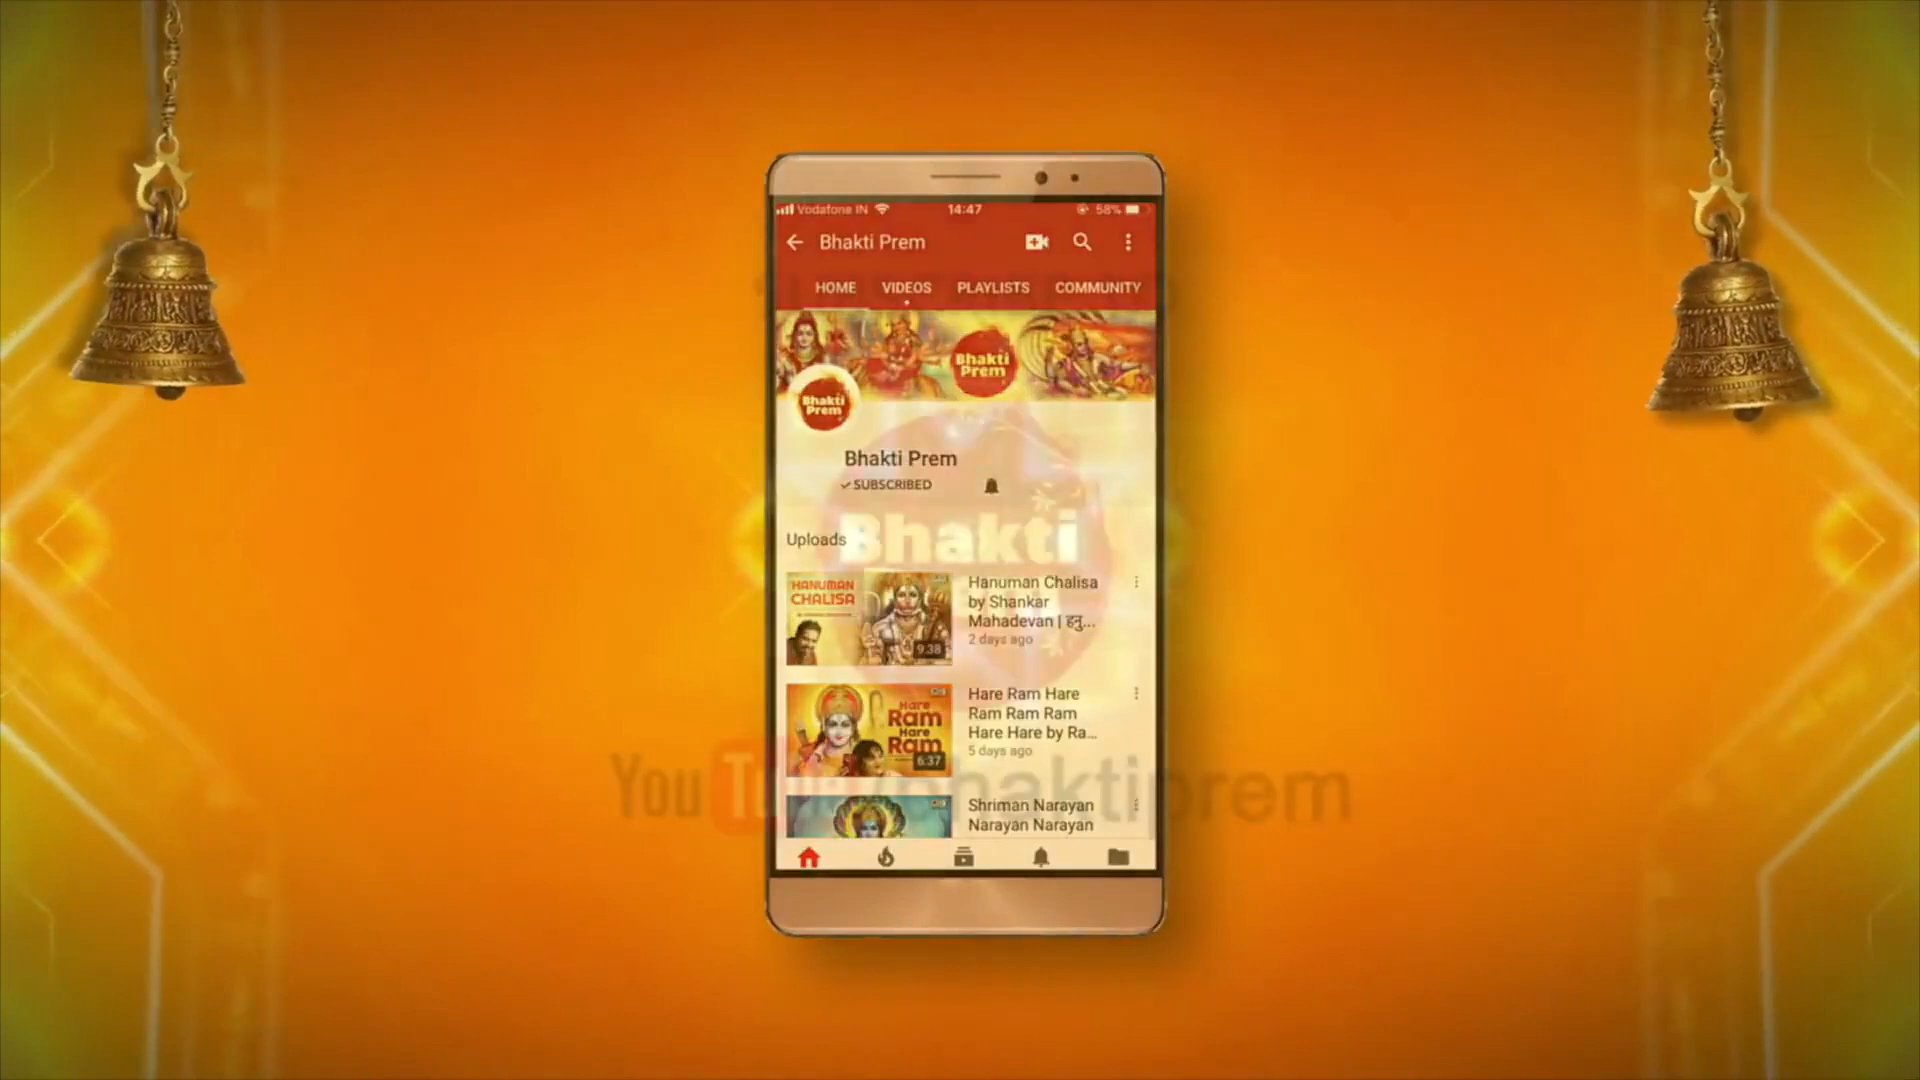 Vodafone IN
14:47
58%
Bhakti Prem
HOME VIDEOS PLAYLISTS COMMUNITY
Bhakti
Prem
Bhakti
Prem
Bhakti Prem
SUBSCRIBED
Bhakti
Uploads
HANUMAN
CHALISA
9:38
Hanuman Chalisa
by Shankar
Mahadevan | हनु...
2 days ago
Hare
Ram
Hare
Ram
6:37
Hare Ram Hare
Ram Ram Ram
Hare Hare by Ra...
5 days ago
YouTube/bhaktiprem
Shriman Narayan
Narayan Narayan